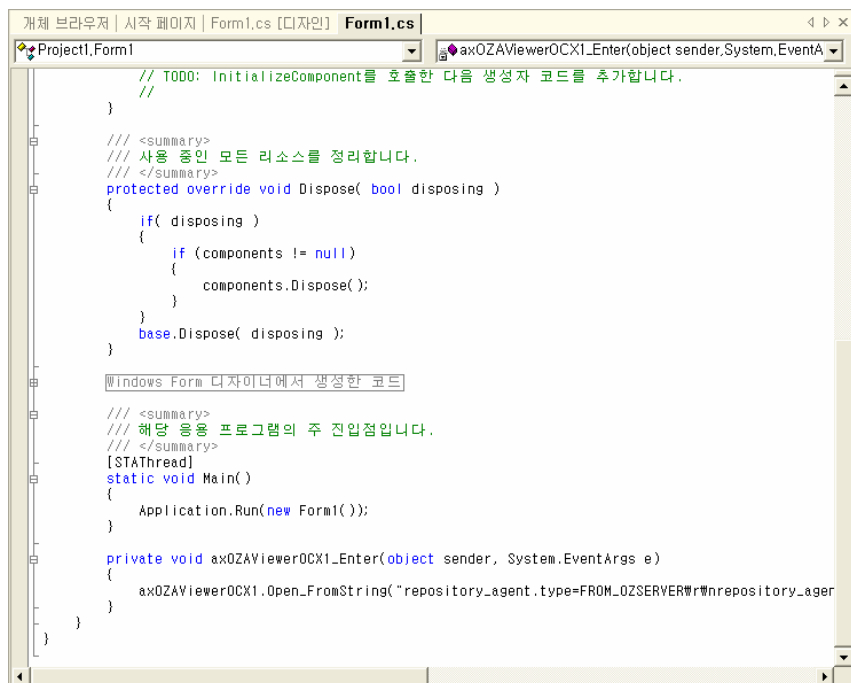 개체 브라우저 | 시작 페이지 | Form1.cs [디자인] Form1.cs
Project1.Form1 axOZAViewerOCX1_Enter(object sender,System.EventA
// TODO: InitializeComponent를 호출한 다음 생성자 코드를 추가합니다.
//
}
/// <summary>
/// 사용 중인 모든 리소스를 정리합니다.
/// </summary>
protected override void Dispose( bool disposing )
{
if( disposing )
{
if (components != null)
{
components.Dispose();
}
}
base.Dispose( disposing );
}
Windows Form 디자이너에서 생성한 코드
/// <summary>
/// 해당 응용 프로그램의 주 진입점입니다.
/// </summary>
[STAThread]
static void Main()
{
Application.Run(new Form1());
}
private void axOZAViewerOCX1_Enter(object sender, System.EventArgs e)
{
axOZAViewerOCX1.Open_FromString("repository_agent.type=FROM_OZSERVER₩r₩nrepository_ager
}
}
}